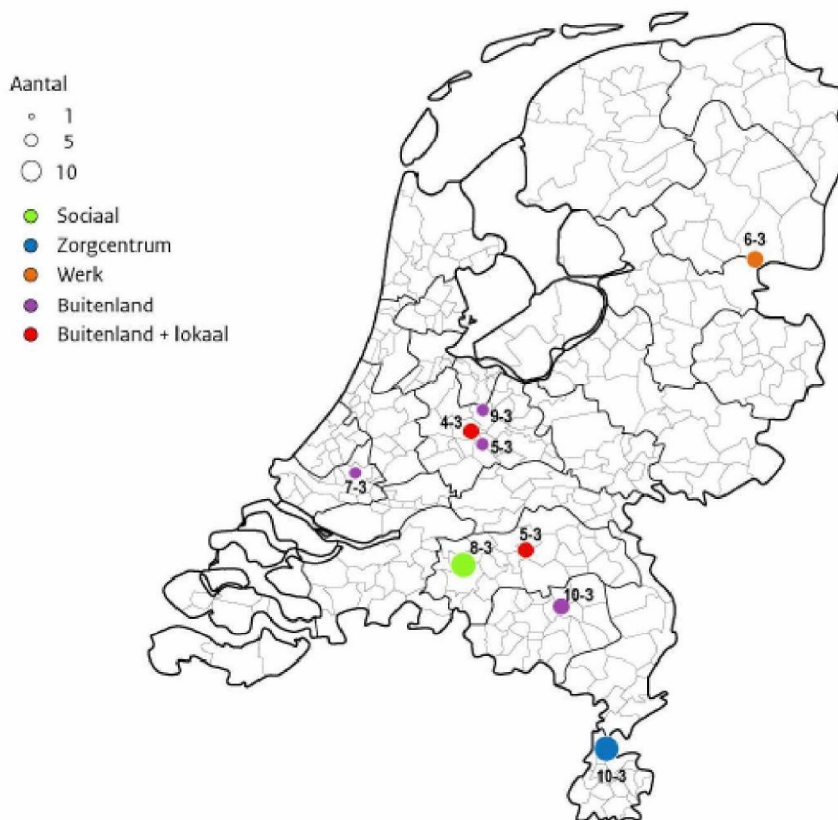 Aantal
1
5
10
Sociaal
Zorgcentrum
Werk
Buitenland
Buitenland + lokaal
6-3
9-3
4-3
5-3
7-3
5-3
8-3
10-3
10-3